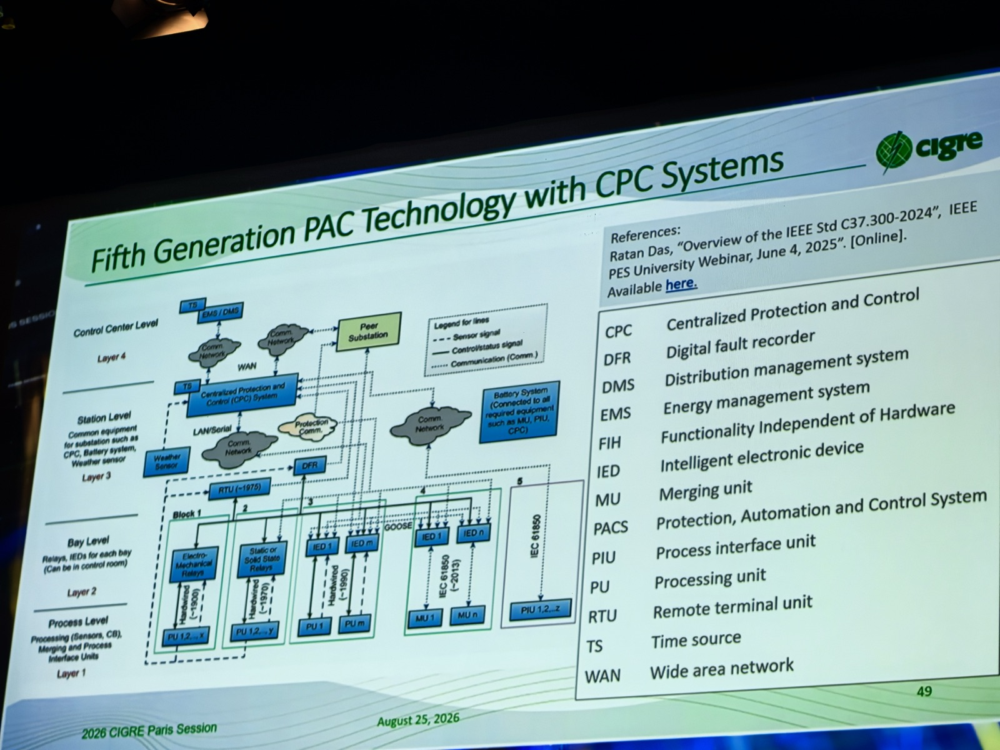 cigre
Fifth Generation PAC Technology with CPC Systems
References:
Ratan Das, “Overview of the IEEE Std C37.300-2024”, IEEE
PES University Webinar, June 4, 2025”. [Online].
Available here.
TS
EMS / DMS
Control Center Level
Layer 4
Comm.
Network
Comm.
Network
WAN
Peer
Substation
Legend for lines
Sensor signal
Control/status signal
Communication (Comm.)
TS
Centralized Protection and
Control (CPC) System
Battery System
(Connected to all
required equipment
such as MU, PIU,
CPC)
Station Level
Common equipment
for substation such as
CPC, Battery system,
Weather sensor
Layer 3
LAN/Serial
Protection
Comm.
Comm.
Network
Comm.
Network
Weather
Sensor
DFR
RTU (~1975)
Block 1
2
3
4
5
GOOSE
Bay Level
Relays, IEDs for each bay
(Can be in control room)
Layer 2
Electro-
Mechanical
Relays
Static or
Solid State
Relays
IED 1
IED m
IED 1
IED n
Hardwired
(~1900)
Hardwired
(~1970)
Hardwired
(~1990)
IEC 61850
(~2013)
IEC 61850
Process Level
Processing (Sensors, CB),
Merging and Process
Interface Units
Layer 1
PU 1,2,.. x
PU 1,2,.. y
PU 1
PU m
MU 1
MU n
PIU 1,2,..z
CPC Centralized Protection and Control
DFR Digital fault recorder
DMS Distribution management system
EMS Energy management system
FIH Functionality Independent of Hardware
IED Intelligent electronic device
MU Merging unit
PACS Protection, Automation and Control System
PIU Process interface unit
PU Processing unit
RTU Remote terminal unit
TS Time source
WAN Wide area network
2026 CIGRE Paris Session
August 25, 2026
49